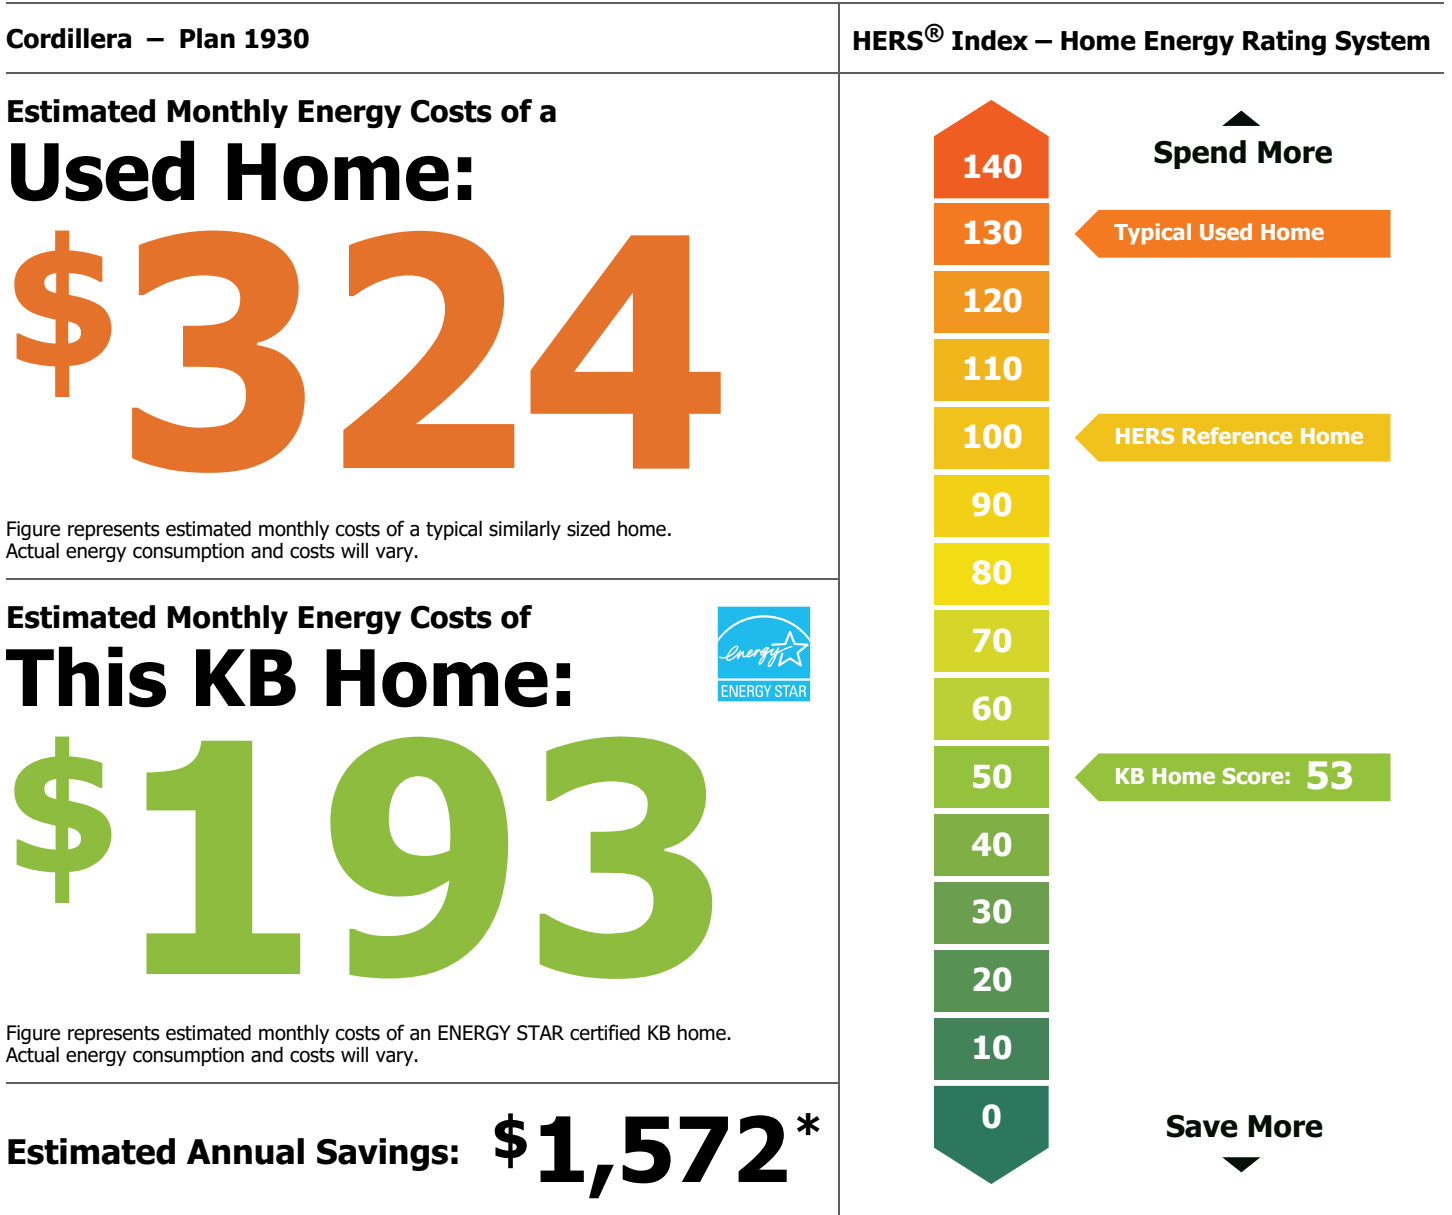 Cordillera – Plan 1930
Estimated Monthly Energy Costs of a
Used Home:
$324
Figure represents estimated monthly costs of a typical similarly sized home.
Actual energy consumption and costs will vary.
Estimated Monthly Energy Costs of
This KB Home:
energy
ENERGY STAR
$193
Figure represents estimated monthly costs of an ENERGY STAR certified KB home.
Actual energy consumption and costs will vary.
Estimated Annual Savings: $1,572*
HERS® Index – Home Energy Rating System
Spend More
140
130 Typical Used Home
120
110
100 HERS Reference Home
90
80
70
60
50 KB Home Score: 53
40
30
20
10
0
Save More